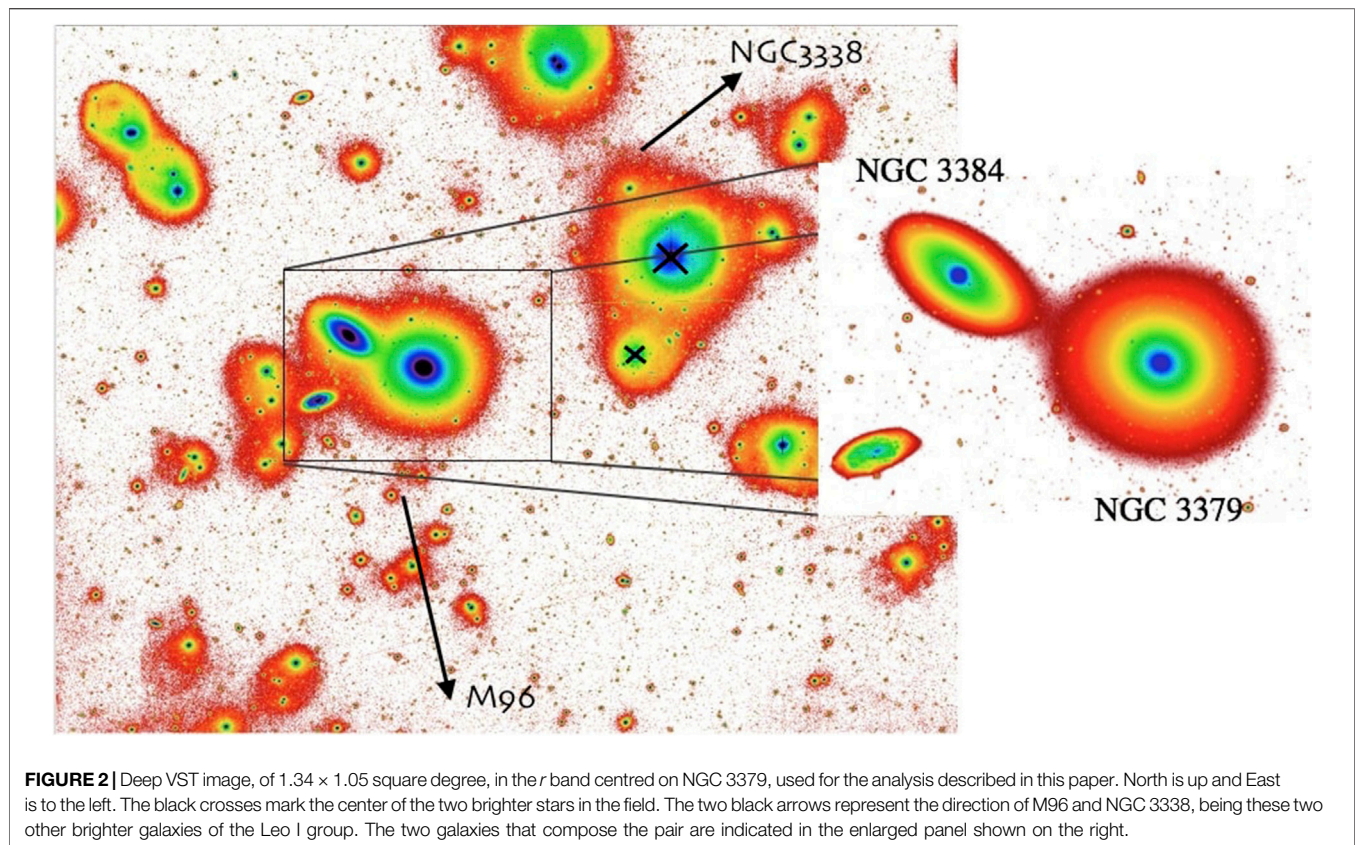 NGC3338
NGC 3384
NGC 3379
M96
FIGURE 2 | Deep VST image, of 1.34 × 1.05 square degree, in the r band centred on NGC 3379, used for the analysis described in this paper. North is up and East
is to the left. The black crosses mark the center of the two brighter stars in the field. The two black arrows represent the direction of M96 and NGC 3338, being these two
other brighter galaxies of the Leo I group. The two galaxies that compose the pair are indicated in the enlarged panel shown on the right.